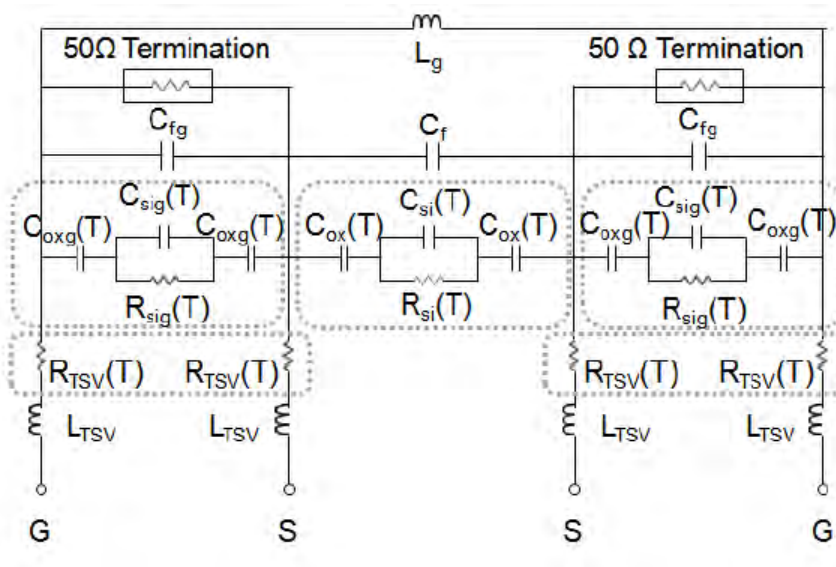 50Ω Termination
L_g
50 Ω Termination
C_fg
C_f
C_fg
C_sig(T)
C_si(T)
C_sig(T)
C_oxg(T)
C_oxg(T)
C_ox(T)
C_ox(T)
C_oxg(T)
C_oxg(T)
R_sig(T)
R_si(T)
R_sig(T)
R_TSV(T)
R_TSV(T)
R_TSV(T)
R_TSV(T)
L_TSV
L_TSV
L_TSV
L_TSV
G
S
S
G